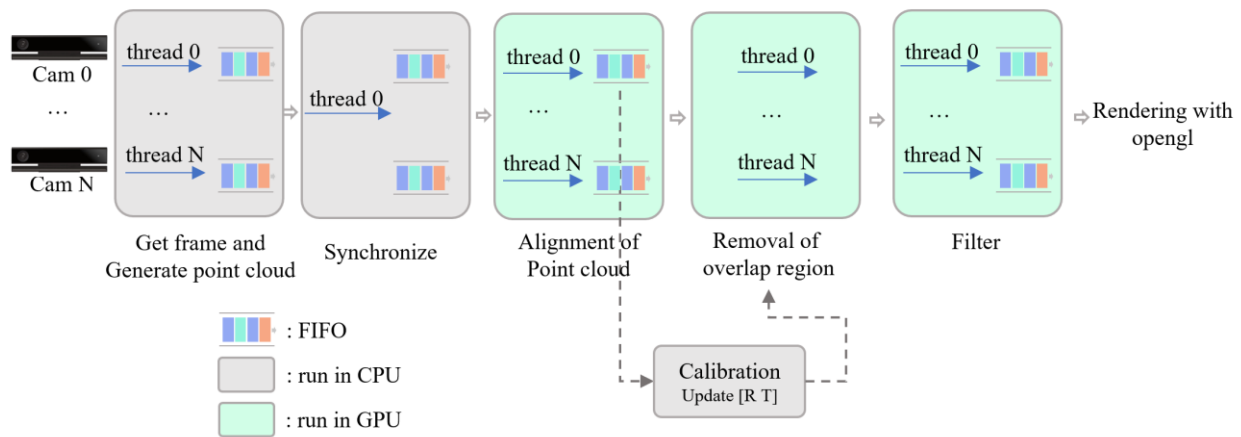 Cam 0
…
Cam N
thread 0
…
thread N
Get frame and
Generate point cloud
thread 0
Synchronize
thread 0
…
thread N
Alignment of
Point cloud
thread 0
…
thread N
Removal of
overlap region
thread 0
…
thread N
Filter
Rendering with
opengl
: FIFO
: run in CPU
: run in GPU
Calibration
Update [R T]